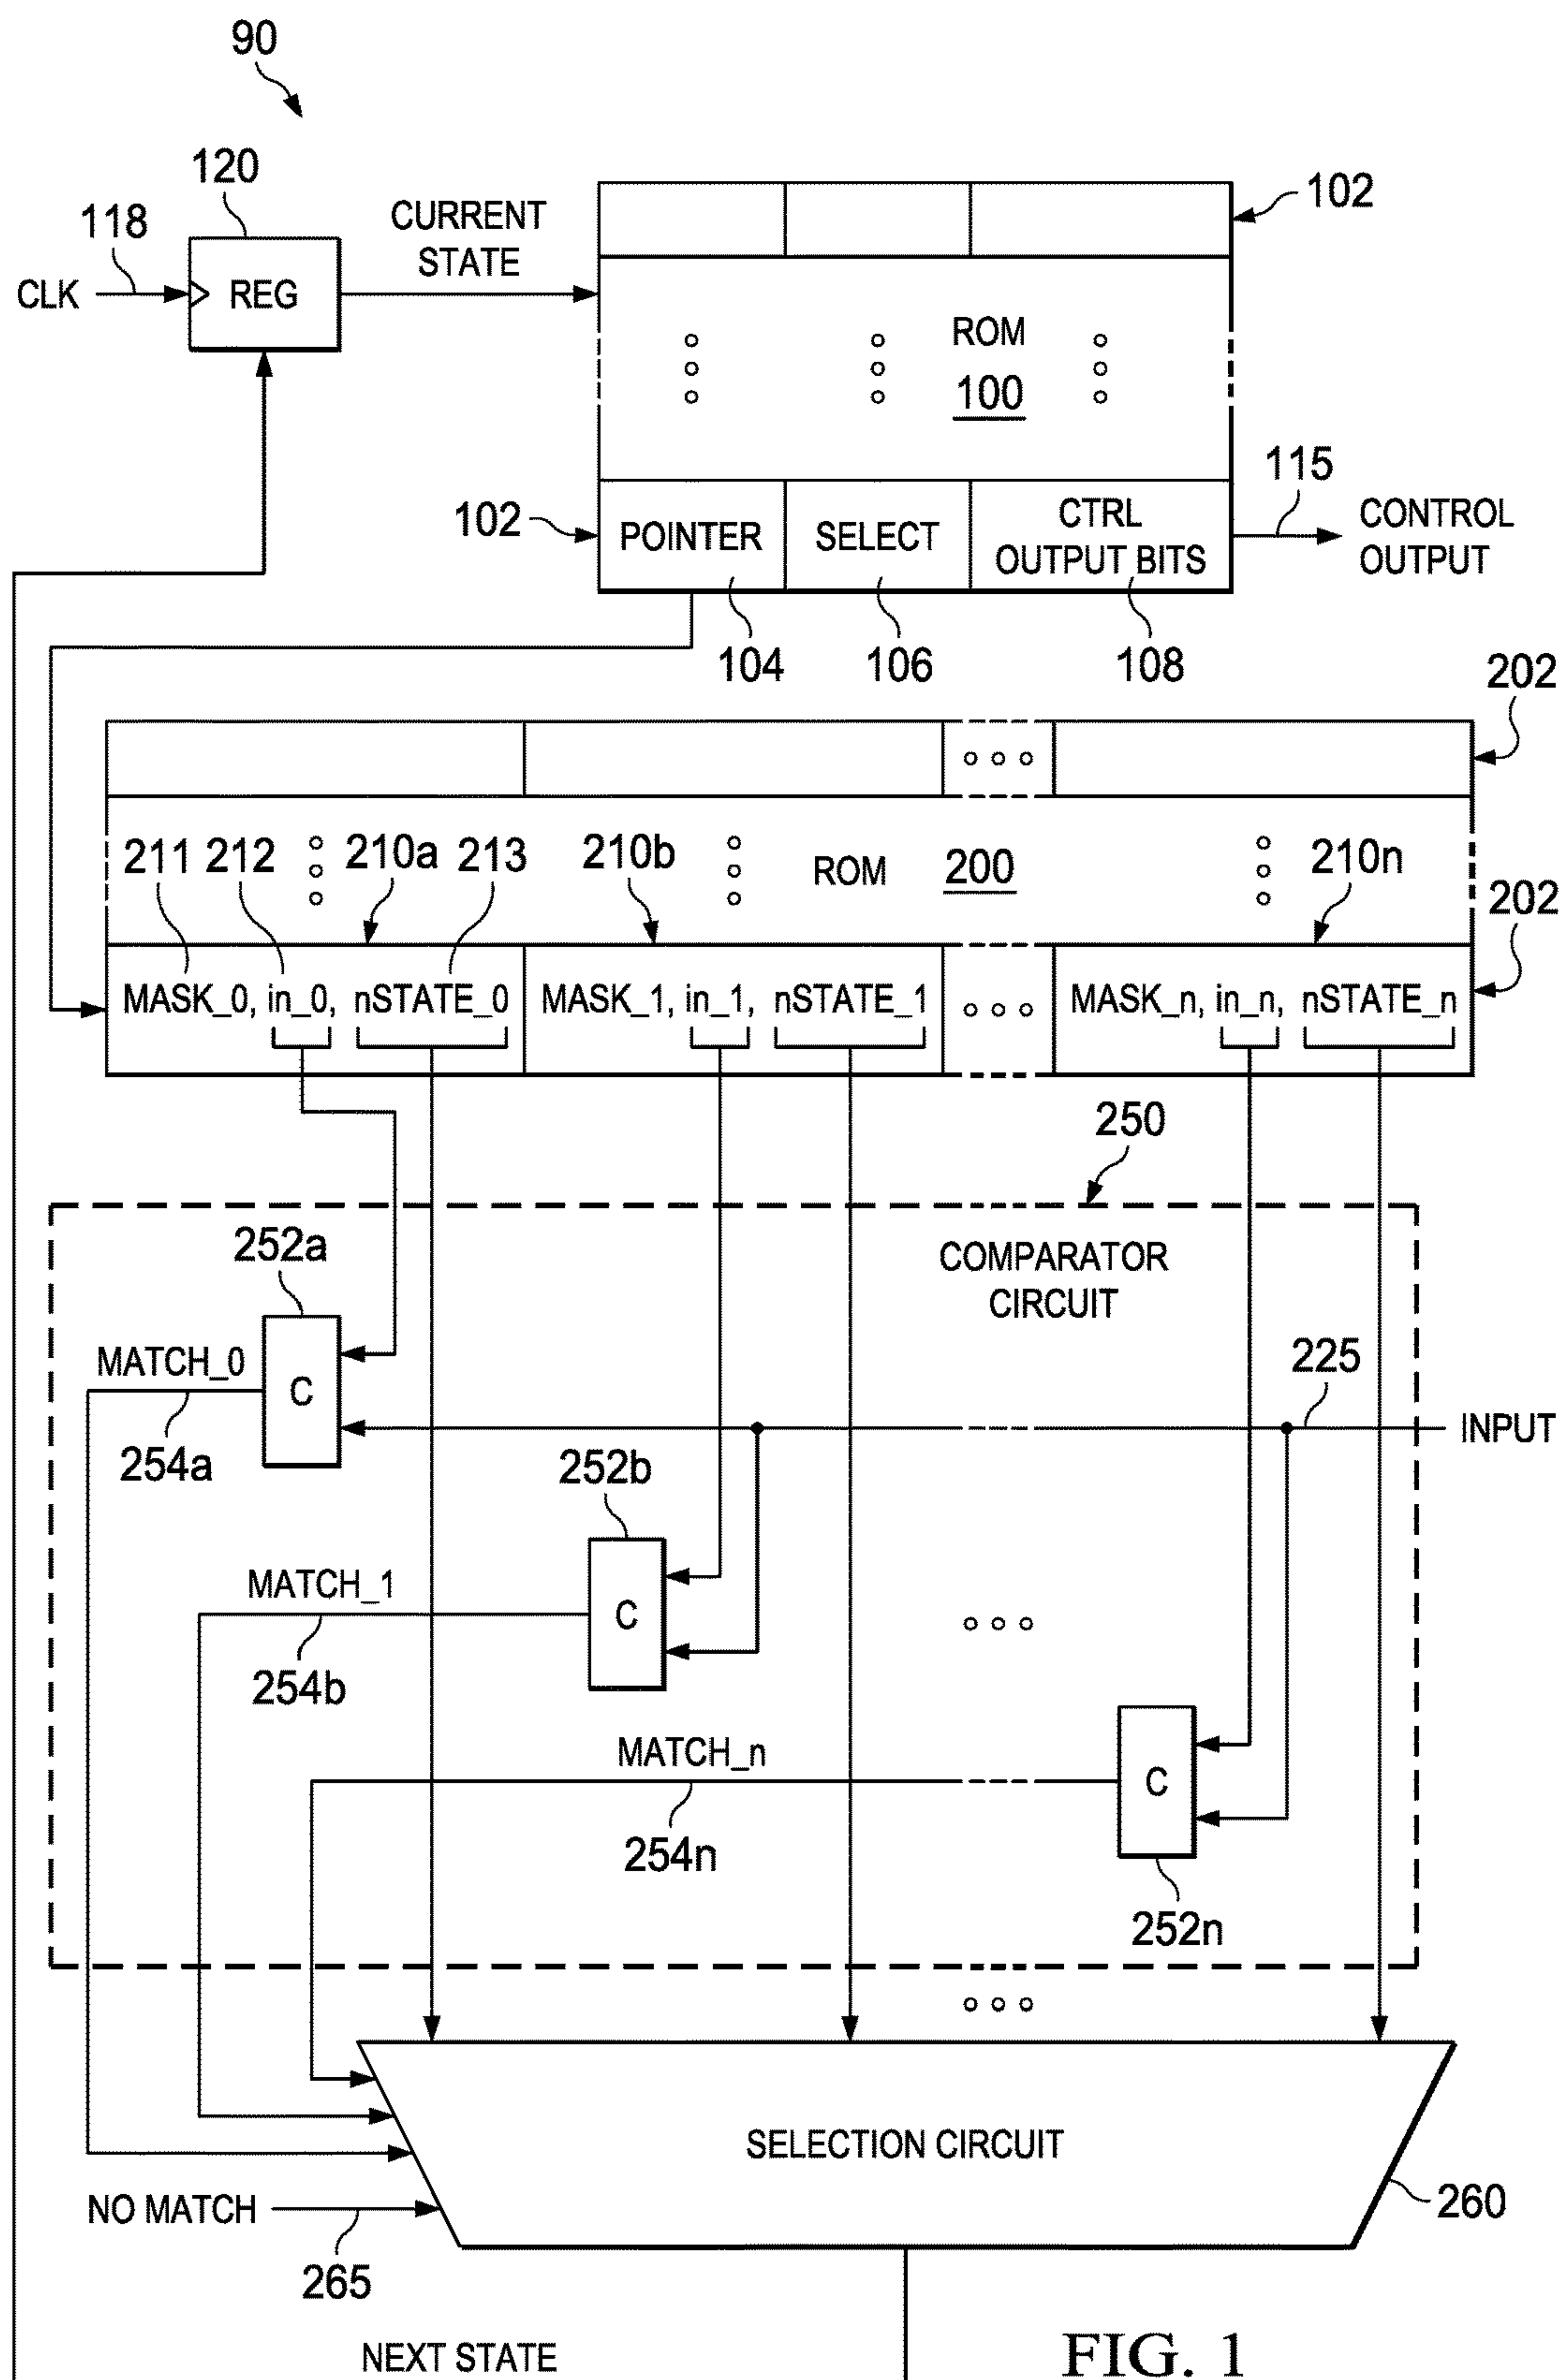 90
120
118
CURRENT
STATE
102
CLK
REG
ROM
100
115
102
POINTER
SELECT
CTRL
OUTPUT BITS
CONTROL
OUTPUT
104
106
108
202
211
212
210a
213
210b
ROM
200
210n
202
MASK_0, in_0, nSTATE_0
MASK_1, in_1, nSTATE_1
MASK_n, in_n, nSTATE_n
250
252a
COMPARATOR
CIRCUIT
MATCH_0
C
225
INPUT
254a
252b
MATCH_1
C
254b
MATCH_n
C
254n
252n
SELECTION CIRCUIT
NO MATCH
260
265
NEXT STATE
FIG. 1